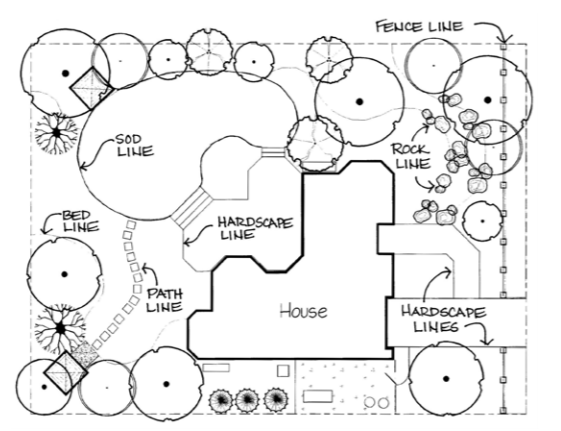 FENCE LINE
SOD
LINE
ROCK
LINE
BED
LINE
HARDSCAPE
LINE
PATH
LINE
House
HARDSCAPE
LINES